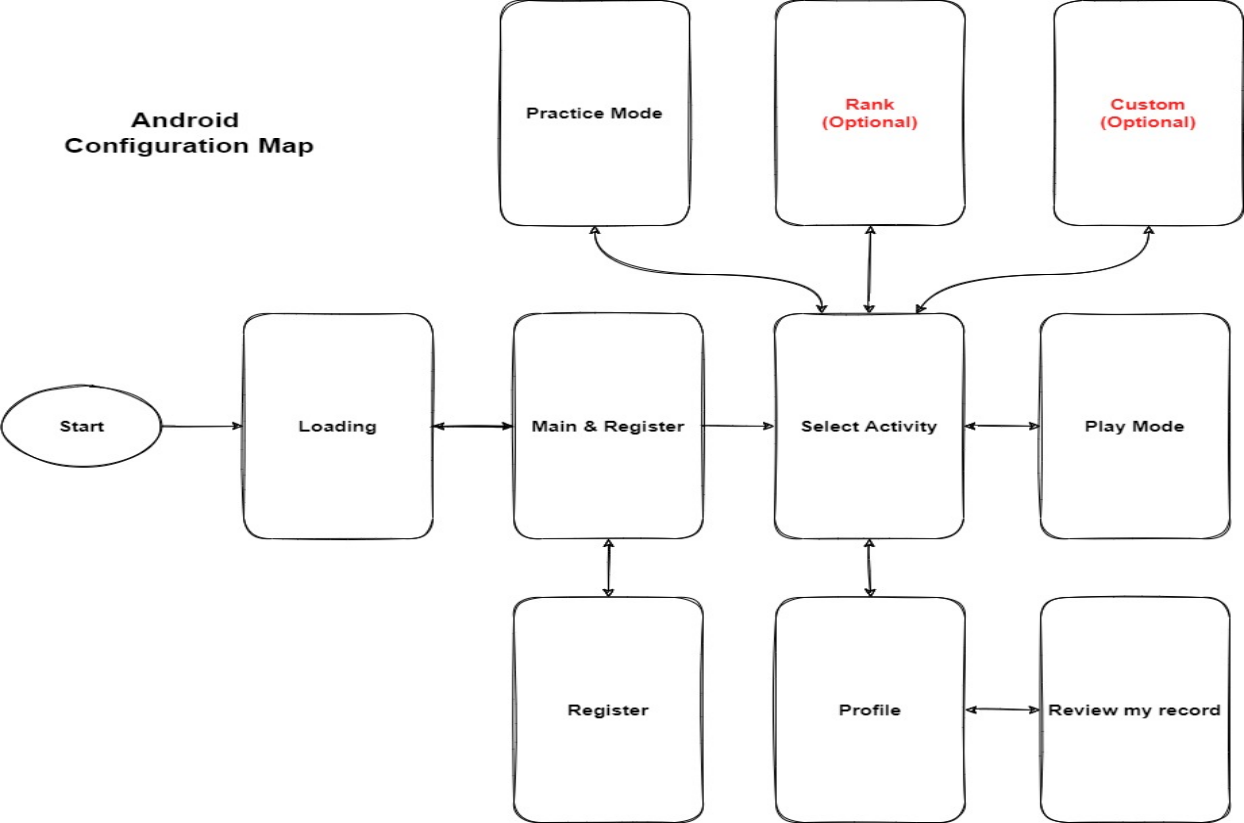 Android
Configuration Map
Practice Mode
Rank
(Optional)
Custom
(Optional)
Start
Loading
Main & Register
Select Activity
Play Mode
Register
Profile
Review my record